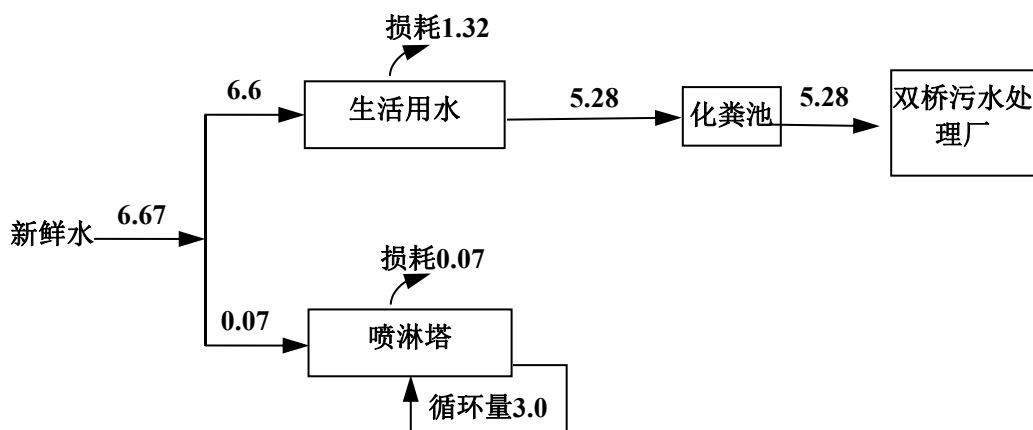 损耗1.32
6.6
生活用水
5.28
化粪池
5.28
双桥污水处
理厂
新鲜水
6.67
损耗0.07
0.07
喷淋塔
循环量3.0